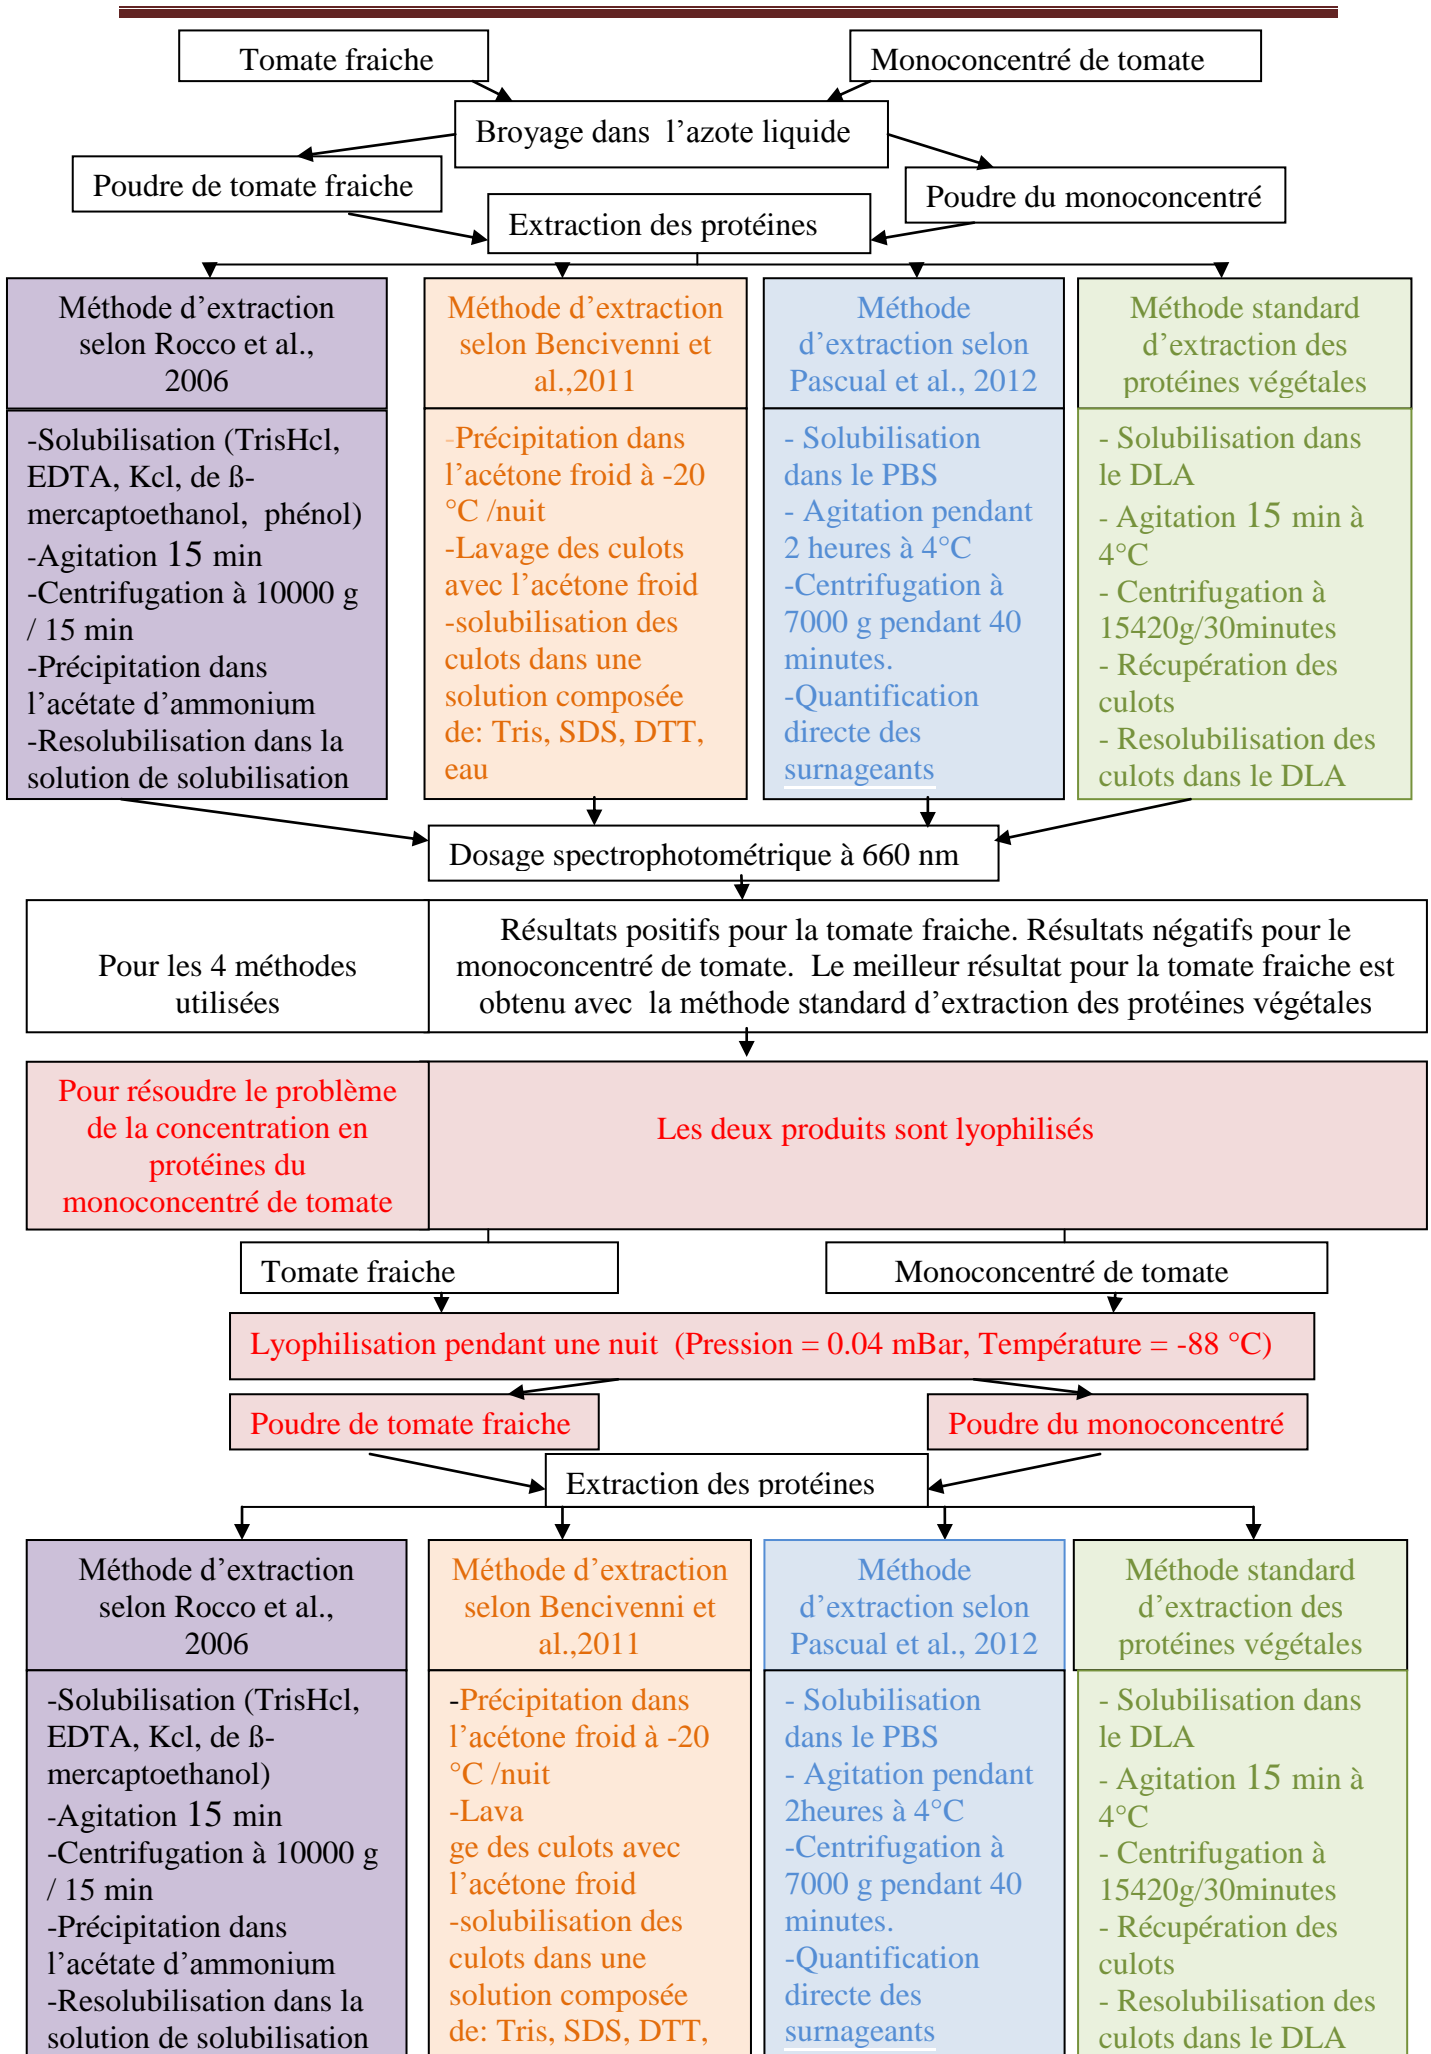 Tomate fraiche
Monoconcentré de tomate
Broyage dans  l’azote liquide
Poudre de tomate fraiche
Poudre du monoconcentré
Extraction des protéines
Méthode d’extraction
selon Rocco et al.,
2006
Méthode d’extraction
selon Bencivenni et
al.,2011
Méthode
d’extraction selon
Pascual et al., 2012
Méthode standard
d’extraction des
protéines végétales
-Solubilisation (TrisHcl,
EDTA, Kcl, de ß-
mercaptoethanol,  phénol)
-Agitation 15 min
-Centrifugation à 10000 g
/ 15 min
-Précipitation dans
l’acétate d’ammonium
-Resolubilisation dans la
solution de solubilisation
-Précipitation dans
l’acétone froid à -20
°C /nuit
-Lavage des culots
avec l’acétone froid
-solubilisation des
culots dans une
solution composée
de: Tris, SDS, DTT,
eau
- Solubilisation
dans le PBS
- Agitation pendant
2 heures à 4°C
-Centrifugation à
7000 g pendant 40
minutes.
-Quantification
directe des
surnageants
- Solubilisation dans
le DLA
- Agitation 15 min à
4°C
- Centrifugation à
15420g/30minutes
- Récupération des
culots
- Resolubilisation des
culots dans le DLA
Dosage spectrophotométrique à 660 nm
Pour les 4 méthodes
utilisées
Résultats positifs pour la tomate fraiche. Résultats négatifs pour le
monoconcentré de tomate.  Le meilleur résultat pour la tomate fraiche est
obtenu avec  la méthode standard d’extraction des protéines végétales
Pour résoudre le problème
de la concentration en
protéines du
monoconcentré de tomate
Les deux produits sont lyophilisés
Tomate fraiche
Monoconcentré de tomate
Lyophilisation pendant une nuit  (Pression = 0.04 mBar, Température = -88 °C)
Poudre de tomate fraiche
Poudre du monoconcentré
Extraction des protéines
Méthode d’extraction
selon Rocco et al.,
2006
Méthode d’extraction
selon Bencivenni et
al.,2011
Méthode
d’extraction selon
Pascual et al., 2012
Méthode standard
d’extraction des
protéines végétales
-Solubilisation (TrisHcl,
EDTA, Kcl, de ß-
mercaptoethanol)
-Agitation 15 min
-Centrifugation à 10000 g
/ 15 min
-Précipitation dans
l’acétate d’ammonium
-Resolubilisation dans la
solution de solubilisation
-Précipitation dans
l’acétone froid à -20
°C /nuit
-Lava
ge des culots avec
l’acétone froid
-solubilisation des
culots dans une
solution composée
de: Tris, SDS, DTT,
- Solubilisation
dans le PBS
- Agitation pendant
2heures à 4°C
-Centrifugation à
7000 g pendant 40
minutes.
-Quantification
directe des
surnageants
- Solubilisation dans
le DLA
- Agitation 15 min à
4°C
- Centrifugation à
15420g/30minutes
- Récupération des
culots
- Resolubilisation des
culots dans le DLA